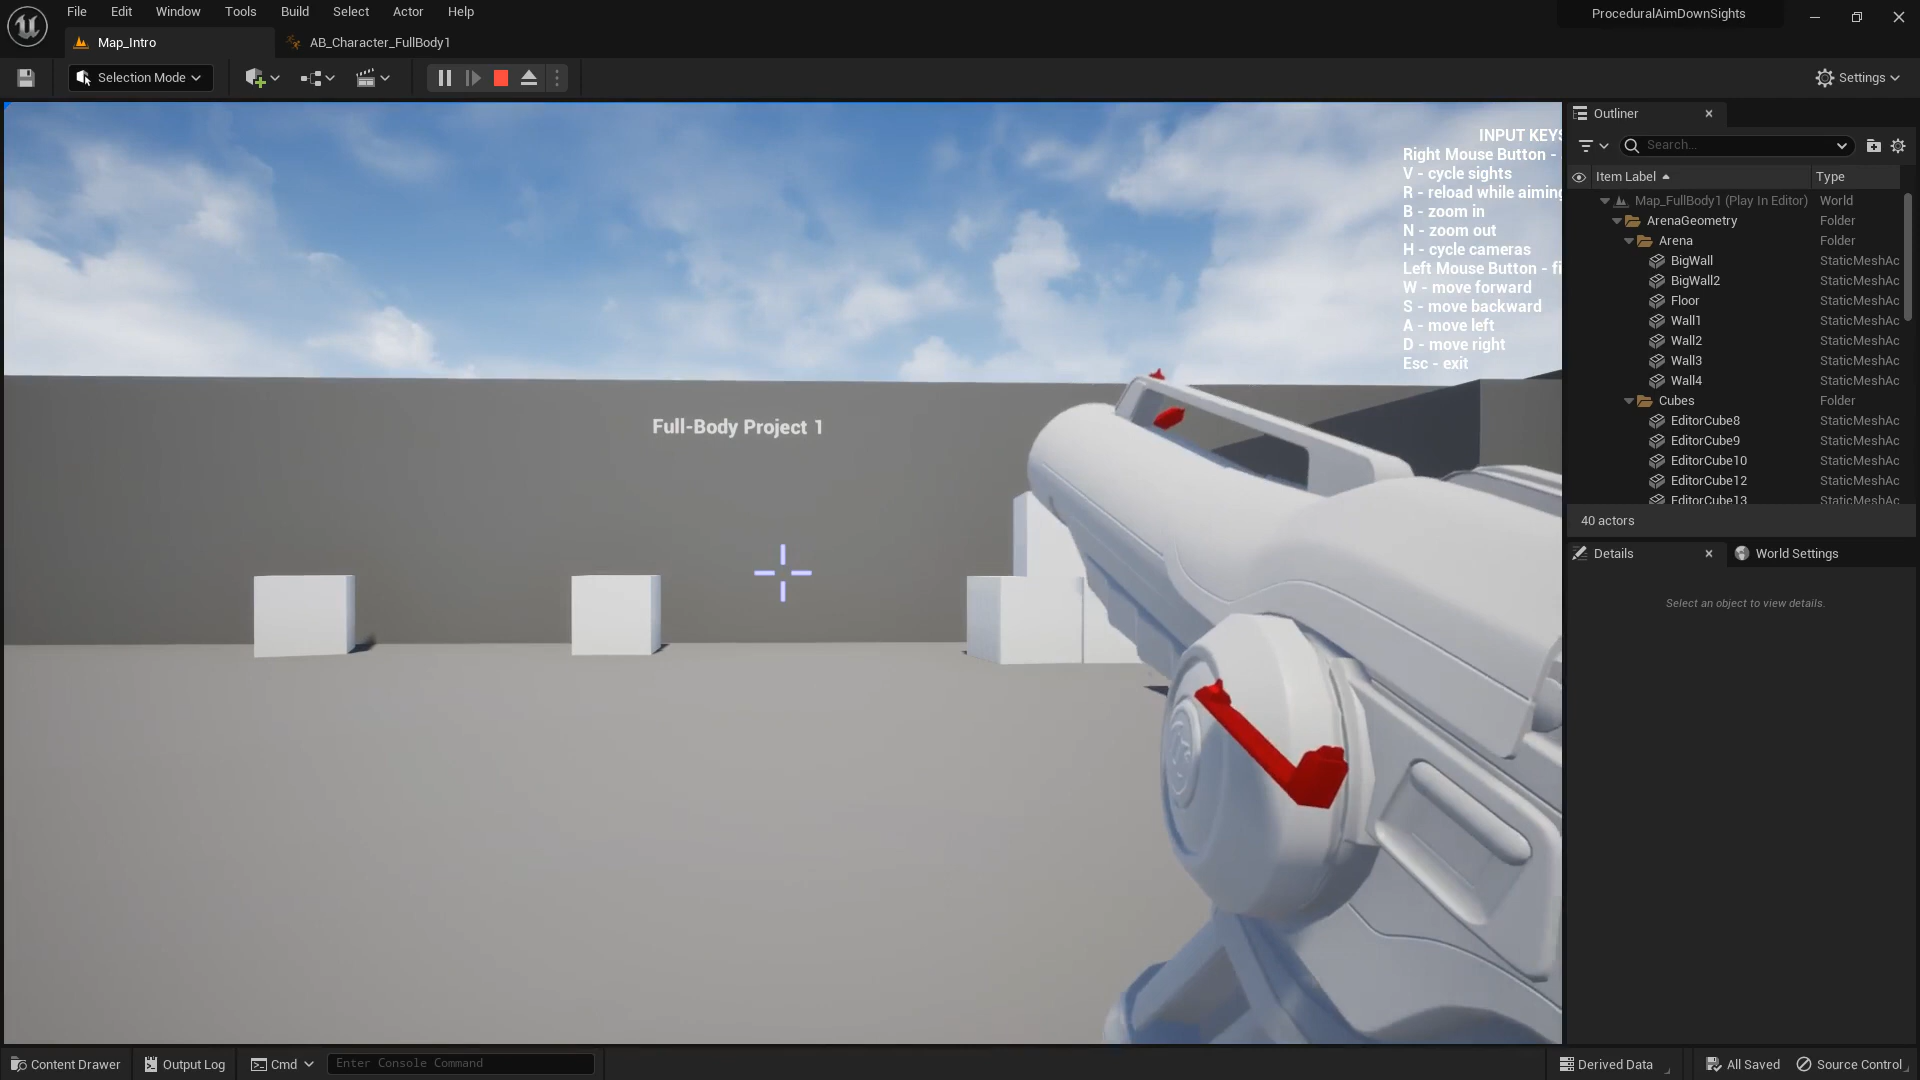 File Edit Window Tools Build Select Actor Help
ProceduralAimDownSights
Map_Intro
AB_Character_FullBody1
Selection Mode
Settings
INPUT KEYS
Right Mouse Button -
V - cycle sights
R - reload while aiming
B - zoom in
N - zoom out
H - cycle cameras
Left Mouse Button - fi
W - move forward
S - move backward
A - move left
D - move right
Esc - exit
Full-Body Project 1
Outliner
Search...
Item Label Type
Map_FullBody1 (Play In Editor) World
ArenaGeometry Folder
Arena Folder
BigWall StaticMeshAc
BigWall2 StaticMeshAc
Floor StaticMeshAc
Wall1 StaticMeshAc
Wall2 StaticMeshAc
Wall3 StaticMeshAc
Wall4 StaticMeshAc
Cubes Folder
EditorCube8 StaticMeshAc
EditorCube9 StaticMeshAc
EditorCube10 StaticMeshAc
EditorCube12 StaticMeshAc
EditorCube13 StaticMeshAc
40 actors
Details
World Settings
Select an object to view details.
Content Drawer
Output Log
Cmd
Enter Console Command
Derived Data
All Saved
Source Control